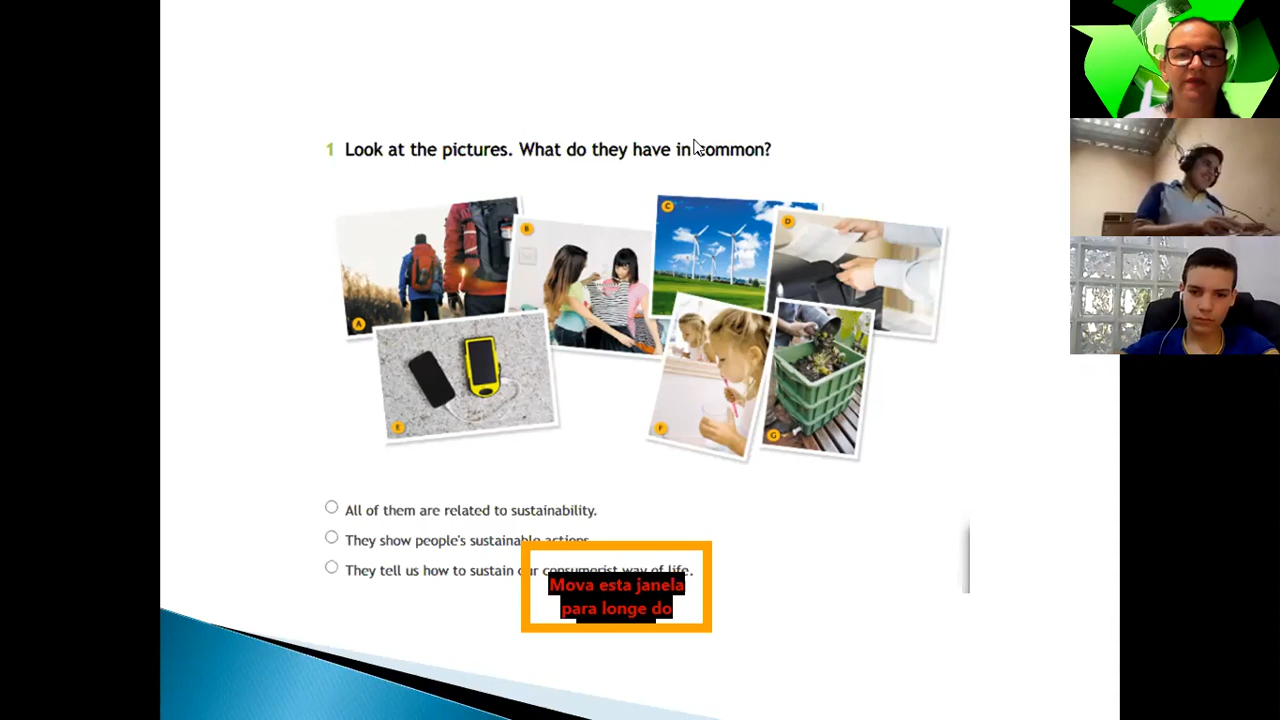 1 Look at the pictures. What do they have in common?
A
B
C
D
E
F
G
All of them are related to sustainability.
They show people's sustainable actions.
They tell us how to sustain our consumerist way of life.
Mova esta janela
para longe do